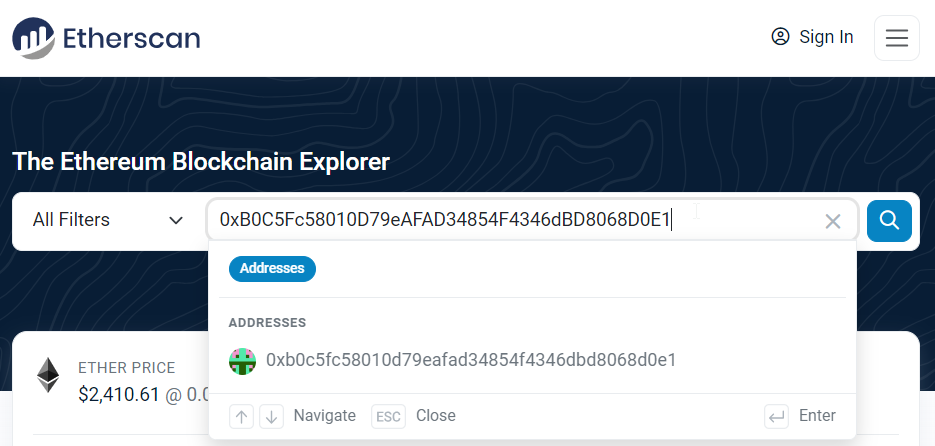 Etherscan
Sign In
The Ethereum Blockchain Explorer
All Filters
0xB0C5Fc58010D79eAFAD34854F4346dBD8068D0E1
Addresses
ADDRESSES
0xb0c5fc58010d79eafad34854f4346dbd8068d0e1
ETHER PRICE
$2,410.61 @ 0.0
Navigate ESC Close Enter